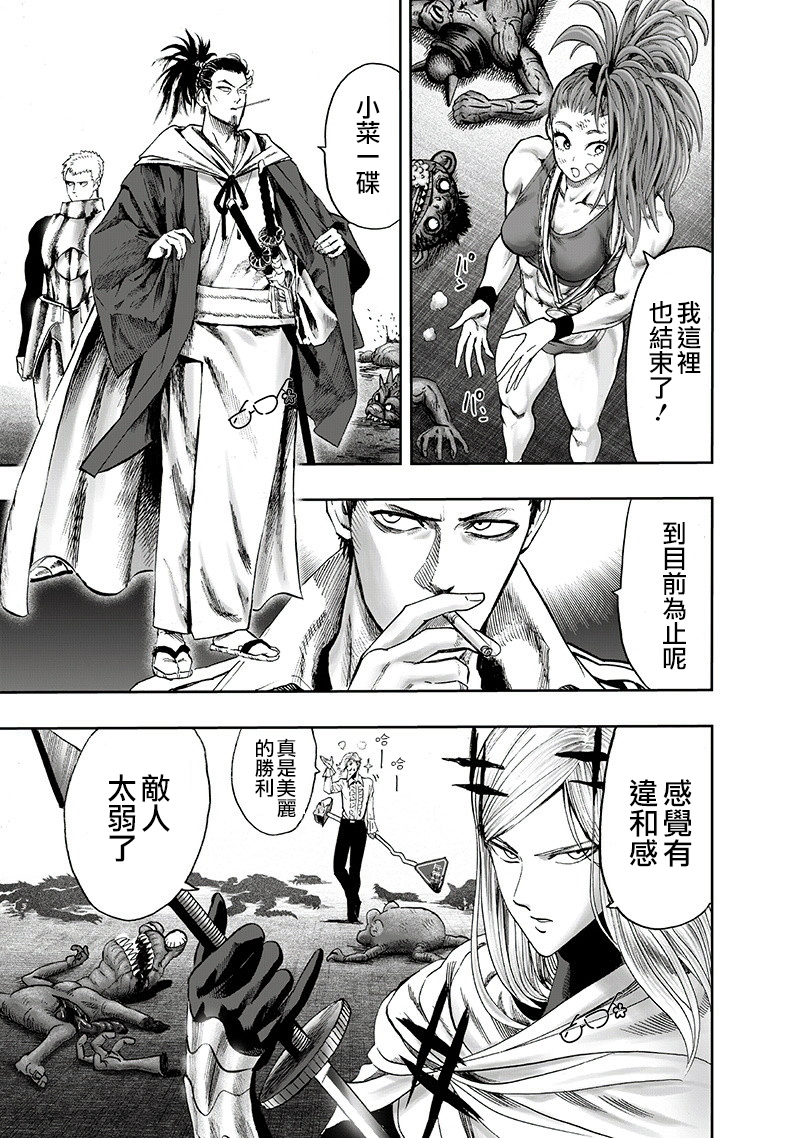 我這裡
也結束了！
パン
パン
小菜一碟
到目前為止呢
感覺有
違和感
哈—
哈—
真是美麗
的勝利
敵人
太弱了